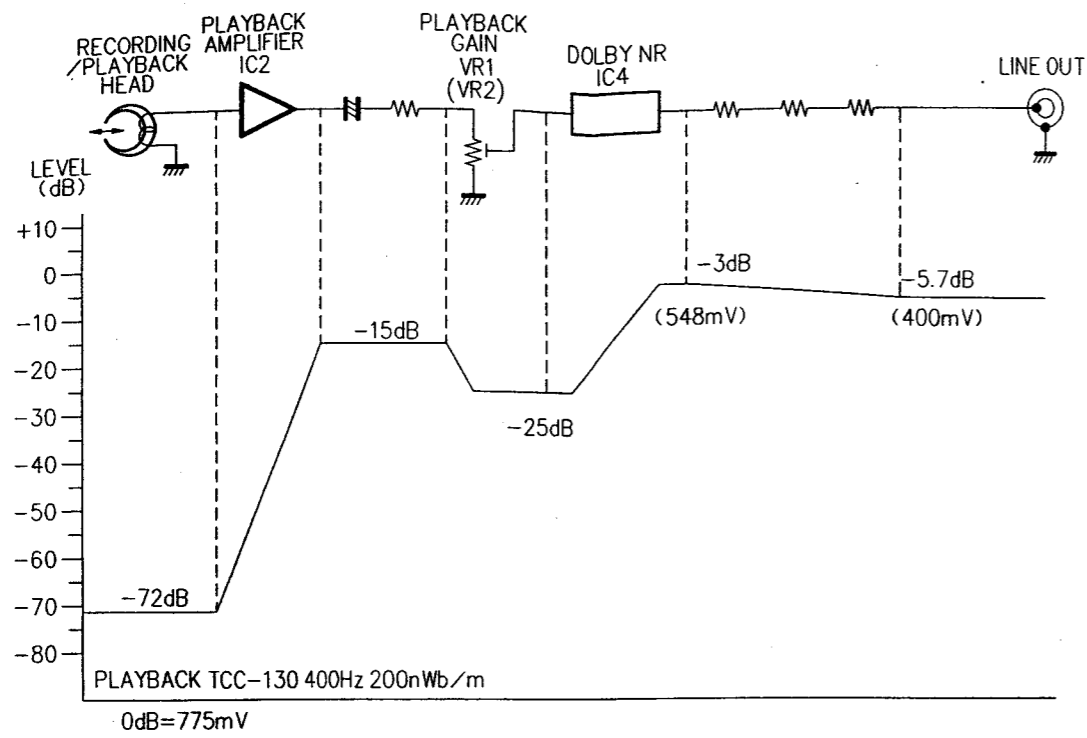 RECORDING
/PLAYBACK
HEAD
PLAYBACK
AMPLIFIER
IC2
PLAYBACK
GAIN
VR1
(VR2)
DOLBY NR
IC4
LINE OUT
LEVEL
(dB)
+10
0
-10
-20
-30
-40
-50
-60
-70
-80
-72dB
-15dB
-25dB
-3dB
(548mV)
-5.7dB
(400mV)
PLAYBACK TCC-130 400Hz 200nWb/m
0dB=775mV